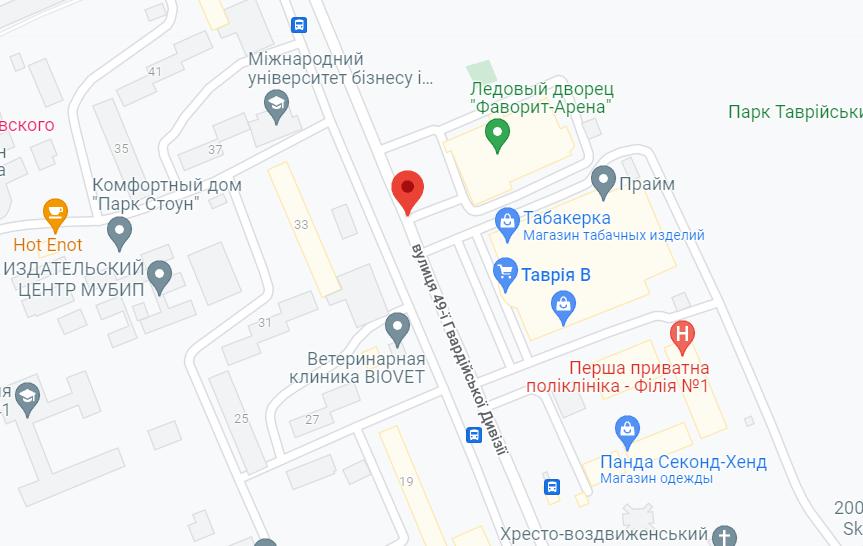 Міжнародний
університет бізнесу і...
41
Ледовый дворец
"Фаворит-Арена"
Парк Таврійськи
вского
35
37
н
а
Комфортный дом
"Парк Стоун"
Прайм
Hot Enot
33
Табакерка
Магазин табачных изделий
ИЗДАТЕЛЬСКИЙ
ЦЕНТР МУБИП
Таврія В
вулиця 49-ї Гвардійської Дивізії
31
H
Ветеринарная
клиника BIOVET
Перша приватна
поліклініка - Філія №1
ия
-1
25
27
Панда Секонд-Хенд
Магазин одежды
19
200
Sk
Хресто-воздвиженський